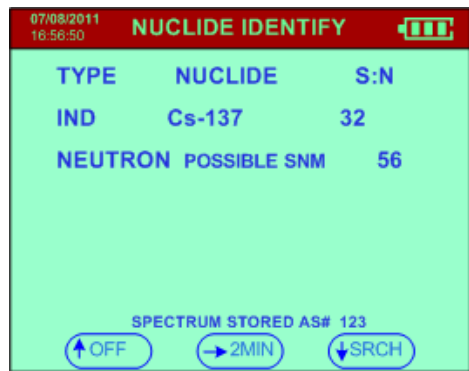 07/08/2011 NUCLIDE IDENTIFY
16:56:50
TYPE NUCLIDE S:N
IND Cs-137 32
NEUTRON POSSIBLE SNM 56
SPECTRUM STORED AS# 123
↑OFF →2MIN ↓SRCH